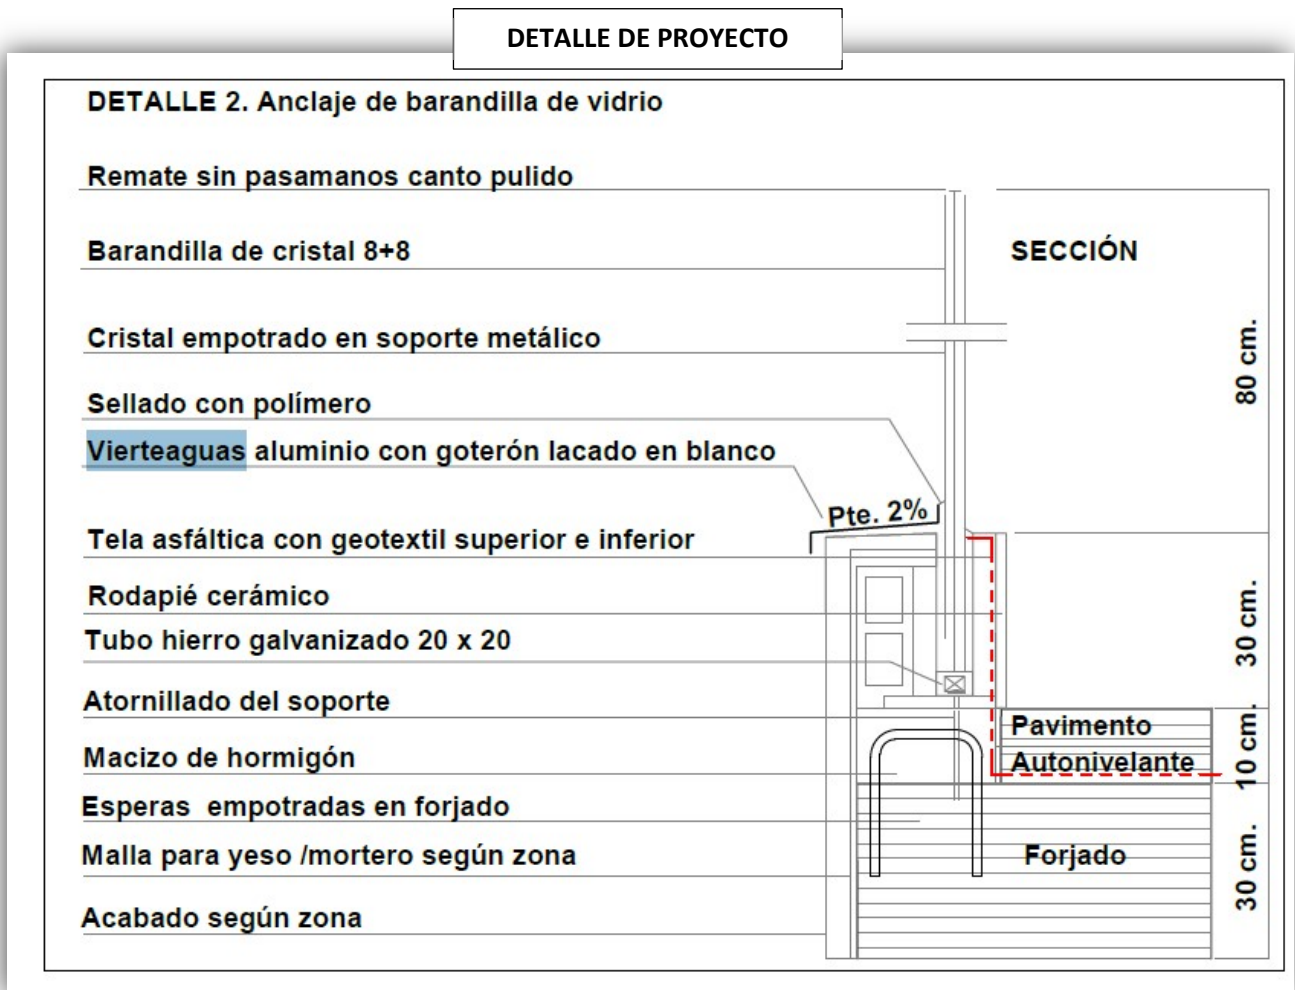 DETALLE DE PROYECTO
DETALLE 2. Anclaje de barandilla de vidrio
Remate sin pasamanos canto pulido
Barandilla de cristal 8+8
SECCIÓN
Cristal empotrado en soporte metálico
80 cm.
Sellado con polímero
Vierteaguas aluminio con goterón lacado en blanco
Pte. 2%
Tela asfáltica con geotextil superior e inferior
Rodapié cerámico
30 cm.
Tubo hierro galvanizado 20 x 20
Atornillado del soporte
Pavimento
Macizo de hormigón
Autonivelante
10 cm.
Esperas empotradas en forjado
Malla para yeso /mortero según zona
Forjado
30 cm.
Acabado según zona